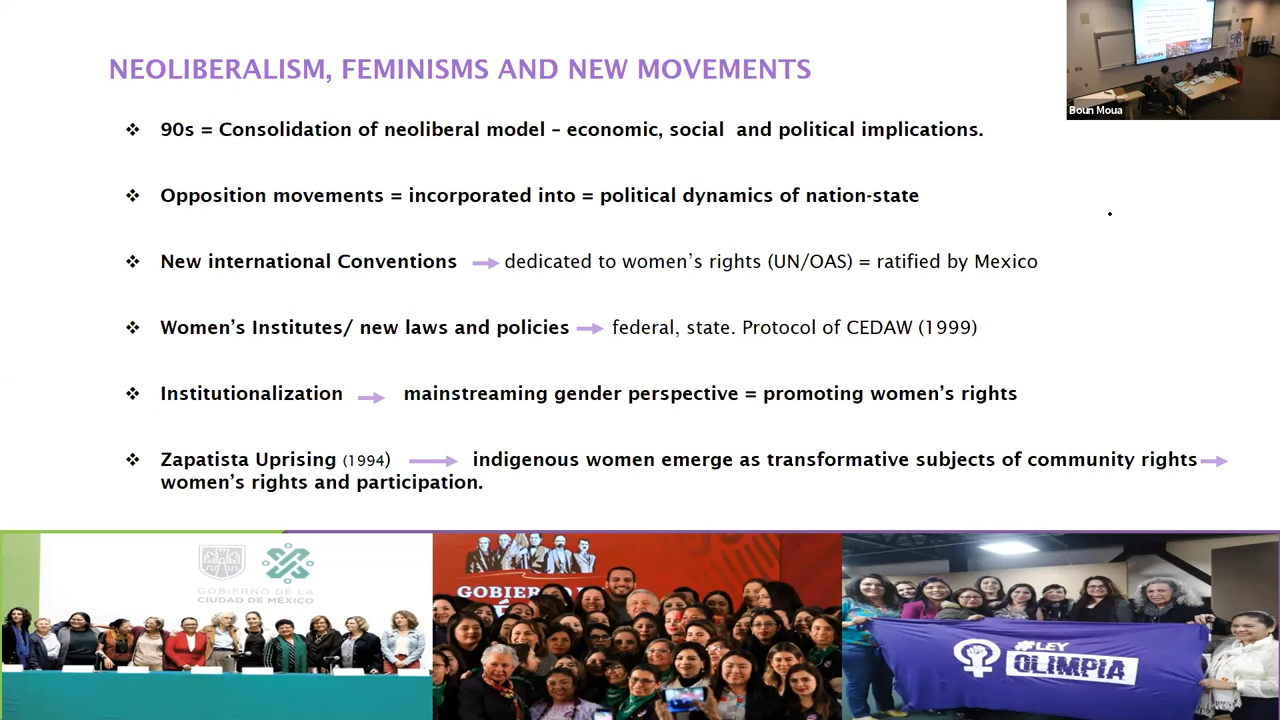 NEOLIBERALISM, FEMINISMS AND NEW MOVEMENTS
Boun Moua
90s = Consolidation of neoliberal model – economic, social and political implications.
Opposition movements = incorporated into = political dynamics of nation-state
New international Conventions dedicated to women's rights (UN/OAS) = ratified by Mexico
Women's Institutes/ new laws and policies federal, state. Protocol of CEDAW (1999)
Institutionalization mainstreaming gender perspective = promoting women's rights
Zapatista Uprising (1994) indigenous women emerge as transformative subjects of community rights
women's rights and participation.
GOBIERNO DE LA
CIUDAD DE MÉXICO
#LEY
OLIMPIA